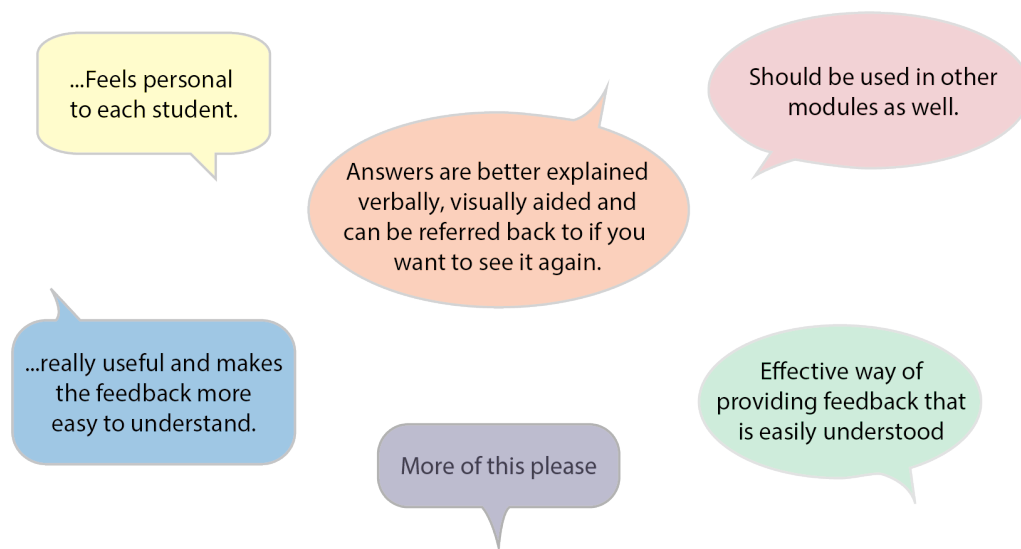 ...Feels personal
to each student.
Should be used in other
modules as well.
Answers are better explained
verbally, visually aided and
can be referred back to if you
want to see it again.
...really useful and makes
the feedback more
easy to understand.
Effective way of
providing feedback that
is easily understood
More of this please